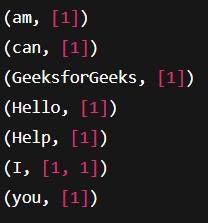 (am, [1])
(can, [1])
(GeeksforGeeks, [1])
(Hello, [1])
(Help, [1])
(I, [1, 1])
(you, [1])